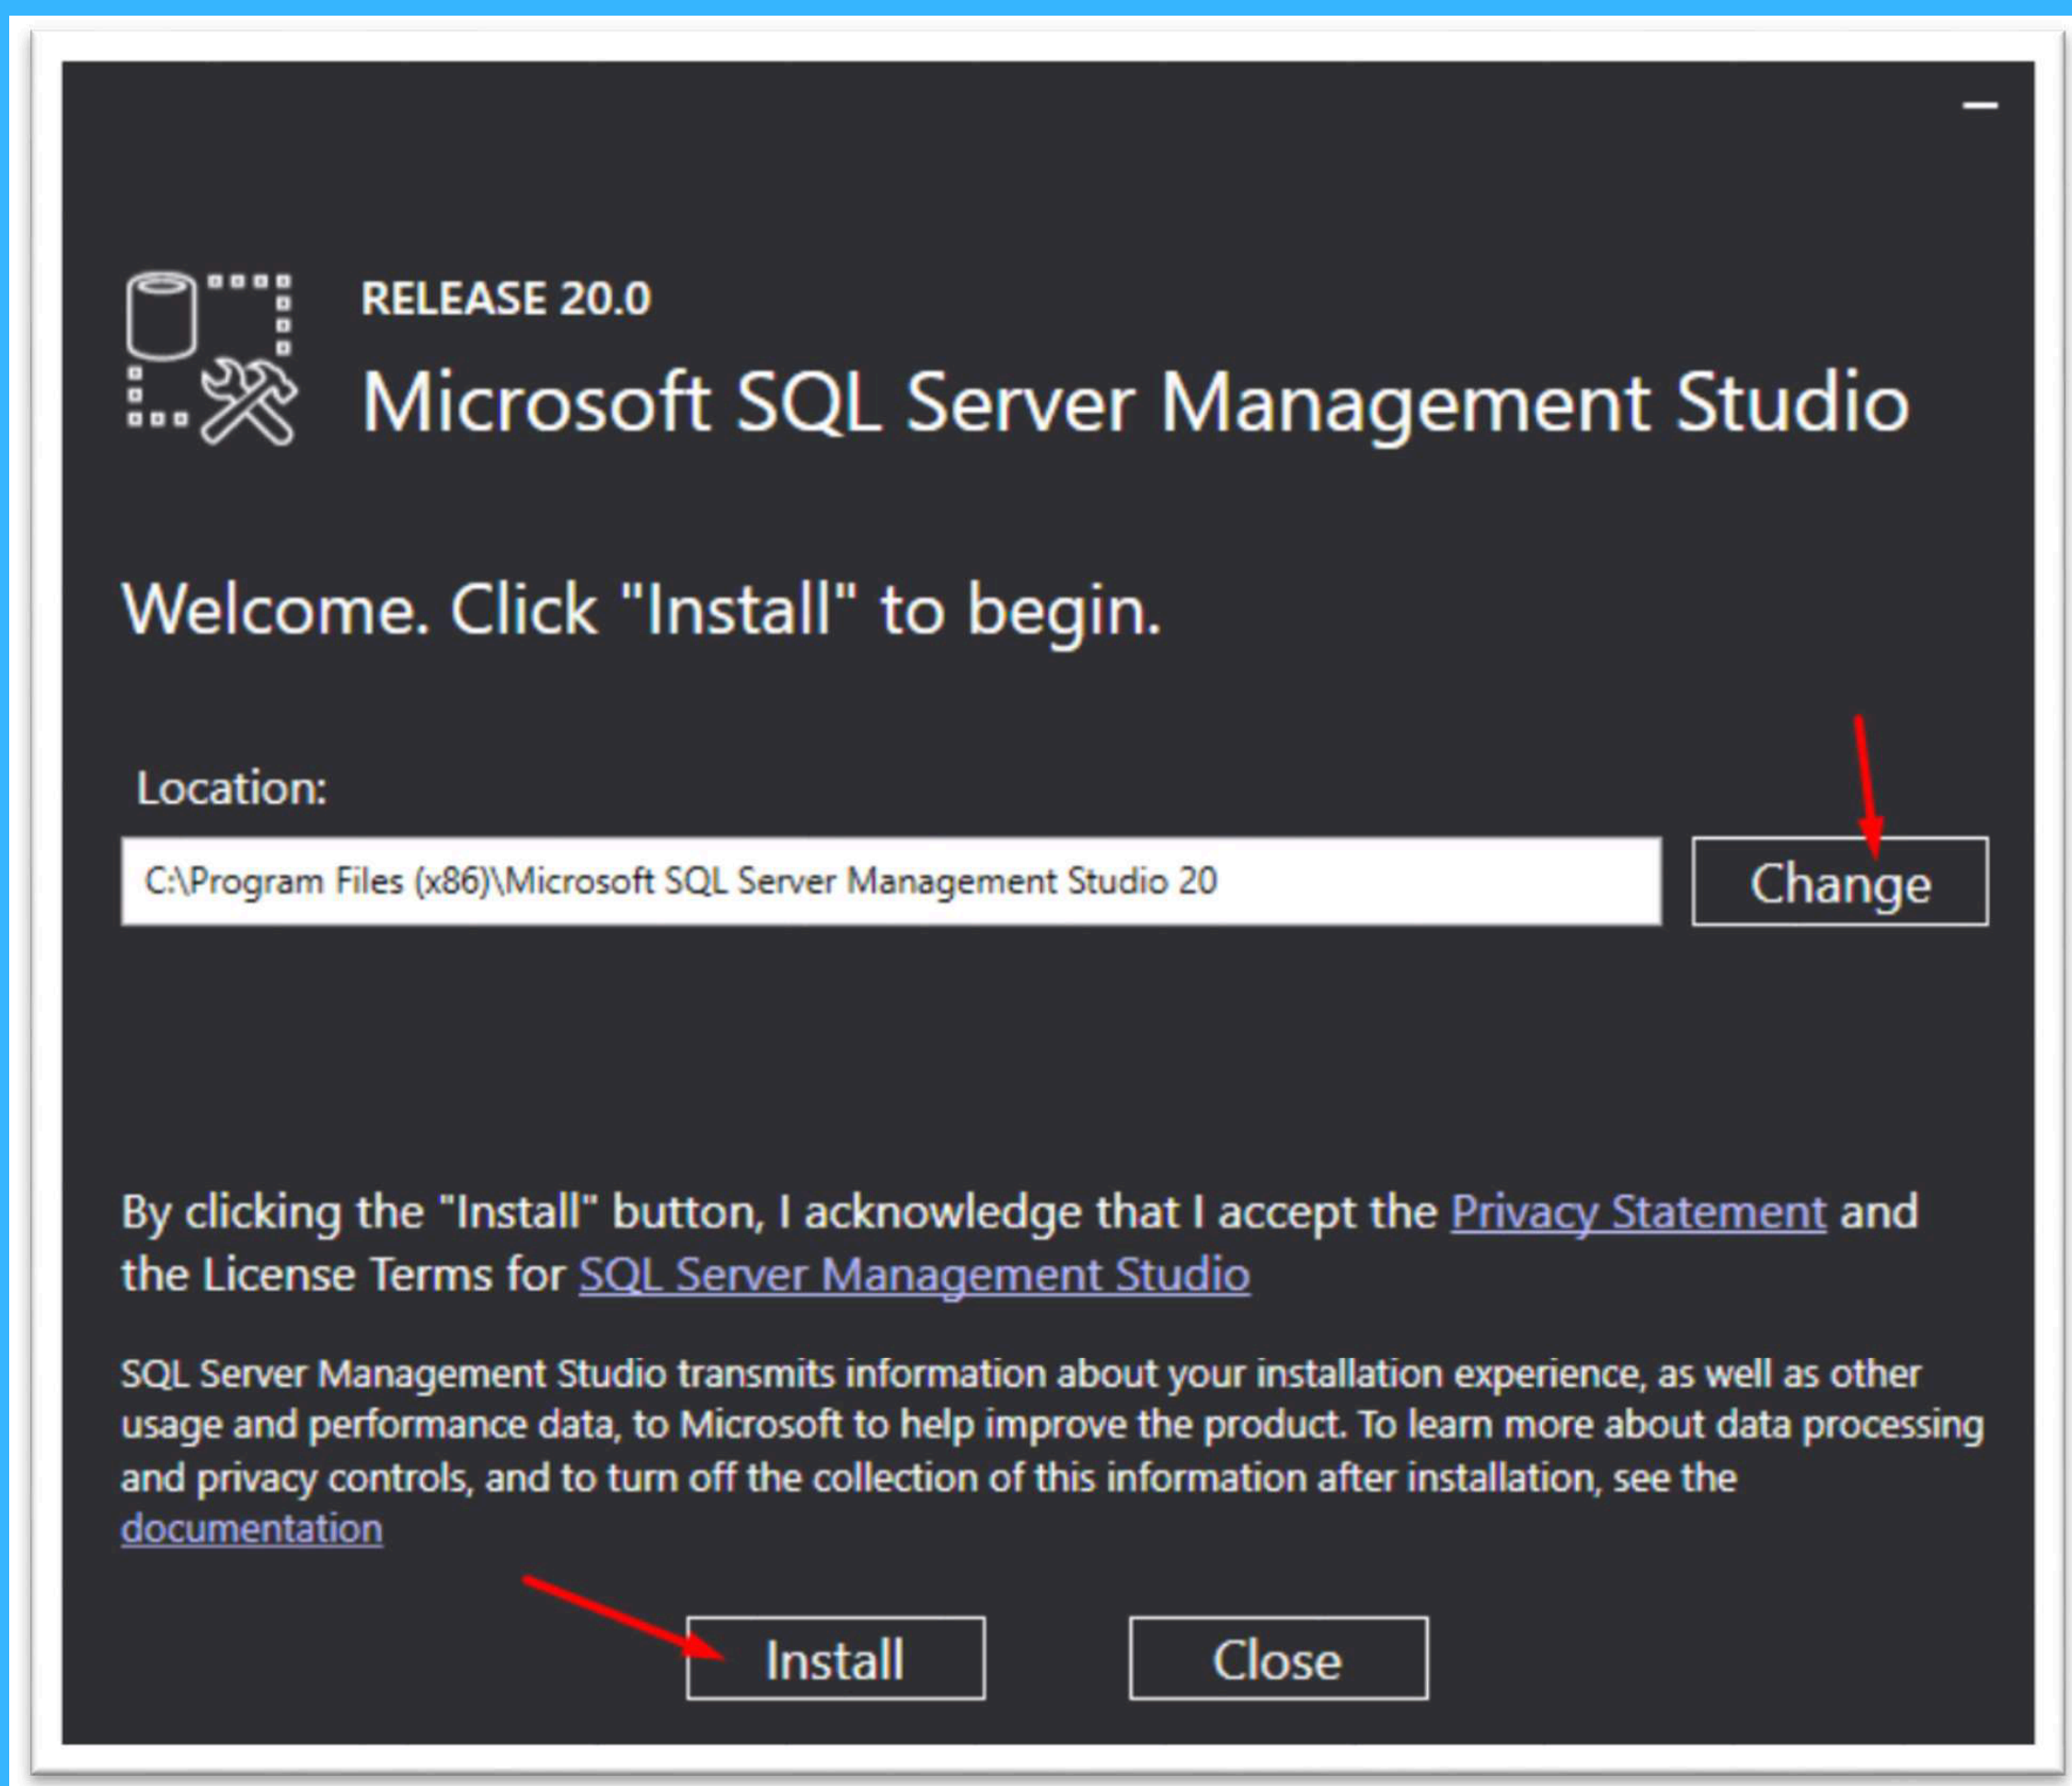 RELEASE 20.0
Microsoft SQL Server Management Studio
Welcome. Click "Install" to begin.
Location:
C:\Program Files (x86)\Microsoft SQL Server Management Studio 20
Change
By clicking the "Install" button, I acknowledge that I accept the Privacy Statement and
the License Terms for SQL Server Management Studio
SQL Server Management Studio transmits information about your installation experience, as well as other
usage and performance data, to Microsoft to help improve the product. To learn more about data processing
and privacy controls, and to turn off the collection of this information after installation, see the
documentation
Install
Close